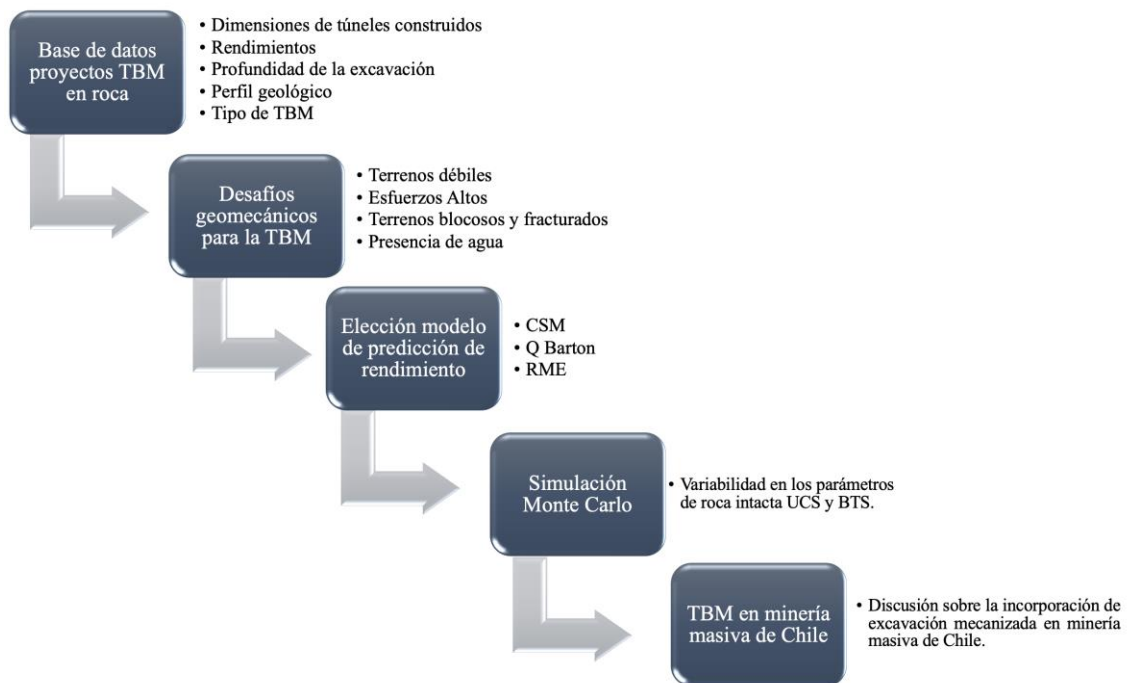 Base de datos
proyectos TBM
en roca
• Dimensiones de túneles construidos
• Rendimientos
• Profundidad de la excavación
• Perfil geológico
• Tipo de TBM
Desafíos
geomecánicos
para la TBM
• Terrenos débiles
• Esfuerzos Altos
• Terrenos blocosos y fracturados
• Presencia de agua
Elección modelo
de predicción de
rendimiento
• CSM
• Q Barton
• RME
Simulación
Monte Carlo
• Variabilidad en los parámetros
de roca intacta UCS y BTS.
TBM en minería
masiva de Chile
• Discusión sobre la incorporación de
excavación mecanizada en minería
masiva de Chile.